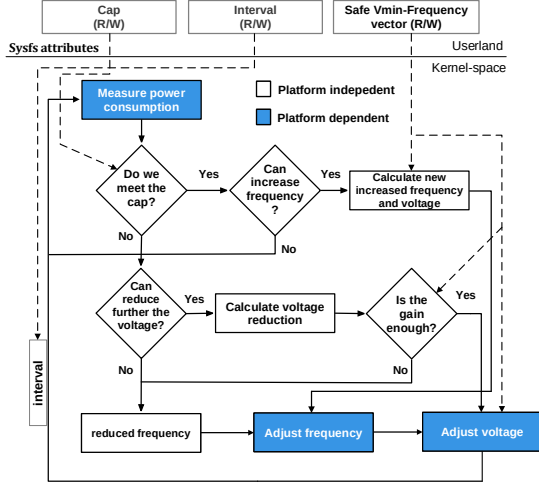 Cap
(R/W)
Interval
(R/W)
Safe Vmin-Frequency
vector (R/W)
Sysfs attributes
Userland
Kernel-space
Measure power
consumption
Platform indepedent
Platform dependent
Do we
meet the
cap?
Yes
Can
increase
frequency
?
Yes
Calculate new
increased frequency
and voltage
No
No
Can
reduce
further the
voltage?
Yes
Calculate voltage
reduction
Is the
gain
enough?
Yes
interval
No
No
reduced frequency
Adjust frequency
Adjust voltage